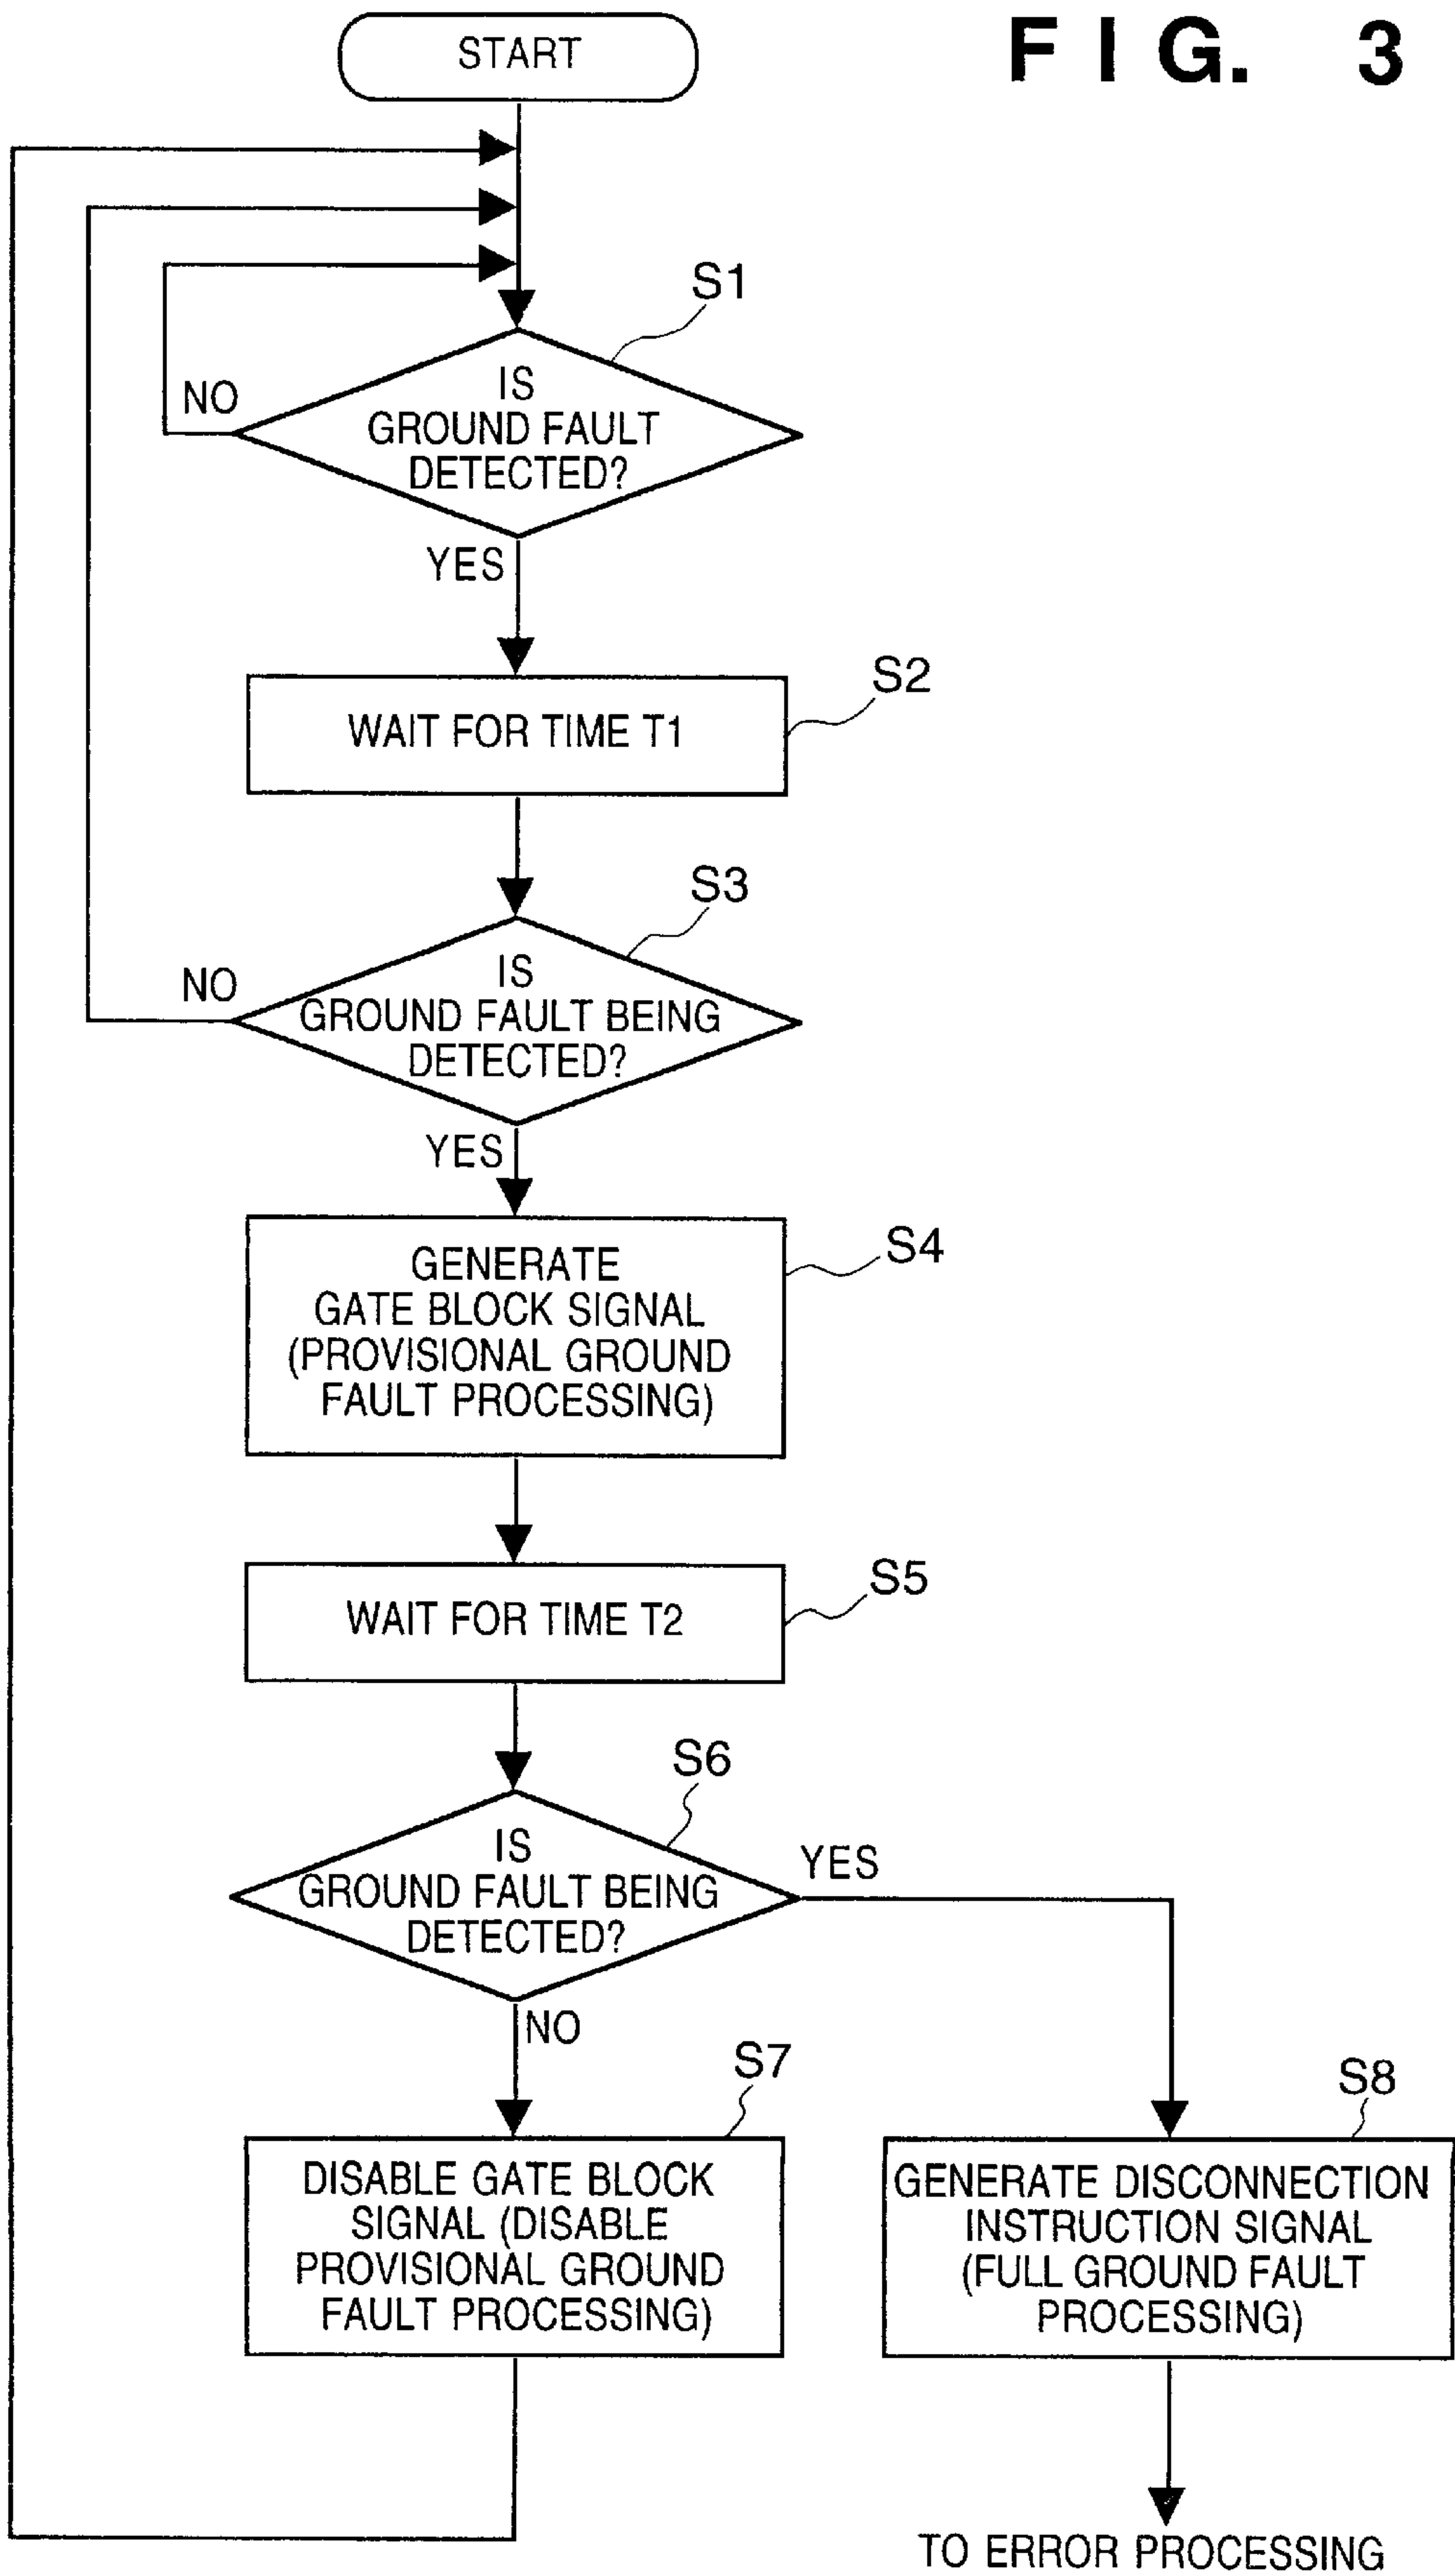 FIG. 3
START
S1
IS
GROUND FAULT
DETECTED?
NO
YES
S2
WAIT FOR TIME T1
S3
IS
GROUND FAULT BEING
DETECTED?
NO
YES
S4
GENERATE
GATE BLOCK SIGNAL
(PROVISIONAL GROUND
FAULT PROCESSING)
S5
WAIT FOR TIME T2
S6
IS
GROUND FAULT BEING
DETECTED?
YES
NO
S7
DISABLE GATE BLOCK
SIGNAL (DISABLE
PROVISIONAL GROUND
FAULT PROCESSING)
S8
GENERATE DISCONNECTION
INSTRUCTION SIGNAL
(FULL GROUND FAULT
PROCESSING)
TO ERROR PROCESSING